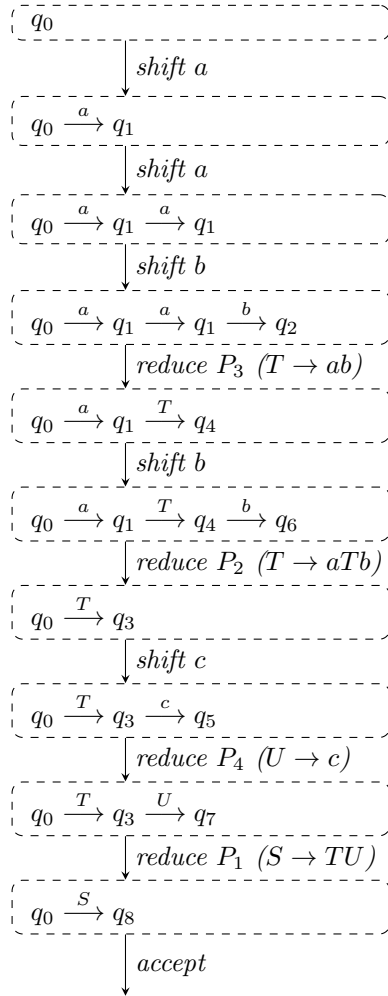 q₀
shift a
q₀ —a→ q₁
shift a
q₀ —a→ q₁ —a→ q₁
shift b
q₀ —a→ q₁ —a→ q₁ —b→ q₂
reduce P₃ (T → ab)
q₀ —a→ q₁ —T→ q₄
shift b
q₀ —a→ q₁ —T→ q₄ —b→ q₆
reduce P₂ (T → aTb)
q₀ —T→ q₃
shift c
q₀ —T→ q₃ —c→ q₅
reduce P₄ (U → c)
q₀ —T→ q₃ —U→ q₇
reduce P₁ (S → TU)
q₀ —S→ q₈
accept